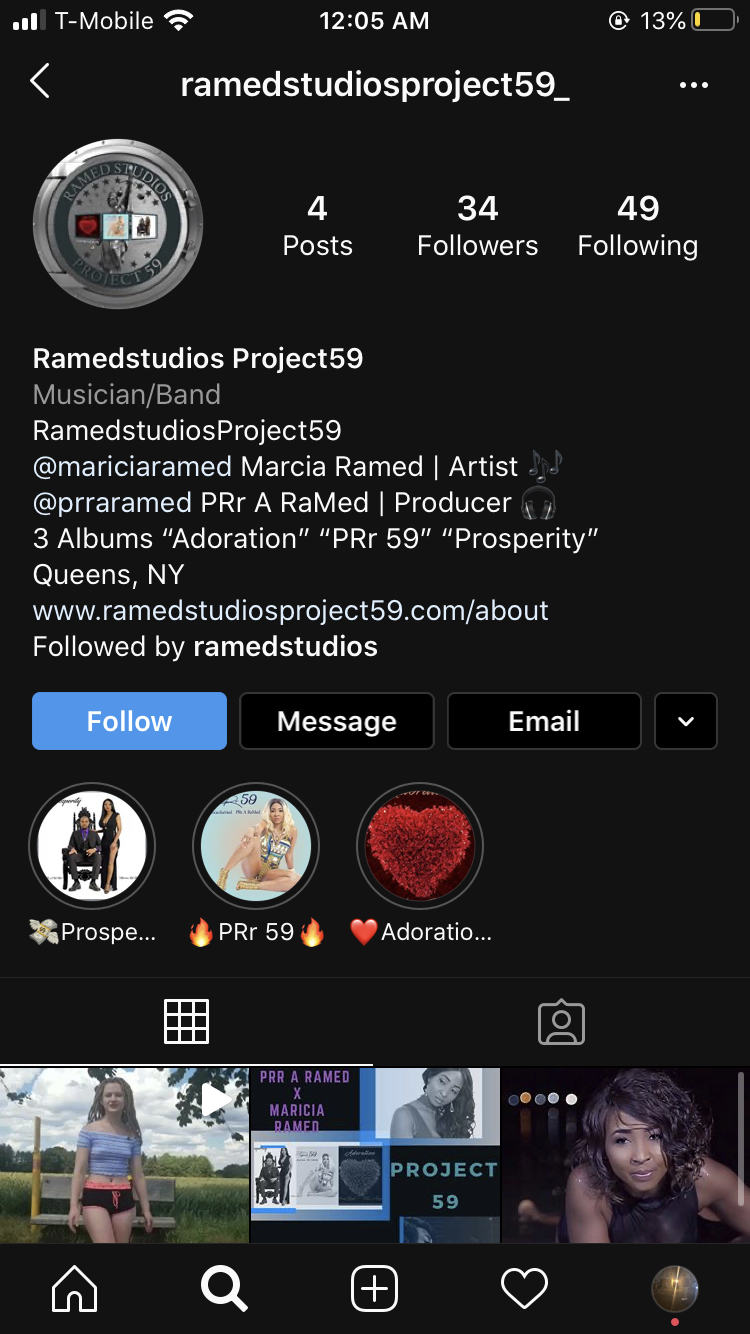 T-Mobile 12:05 AM 13%
ramedstudiosproject59_
RAMED STUDIOS
PROJECT 59
4 34 49
Posts Followers Following
Ramedstudios Project59
Musician/Band
RamedstudiosProject59
@mariciaramed Marcia Ramed | Artist 🎶
@prraramed PRr A RaMed | Producer 🎧
3 Albums “Adoration” “PRr 59” “Prosperity”
Queens, NY
www.ramedstudiosproject59.com/about
Followed by ramedstudios
Follow Message Email
💸Prospe... 🔥PRr 59🔥 ❤️Adoratio...
PRR A RAMED
X
MARICIA
RAMED
Adoration
PROJECT
59